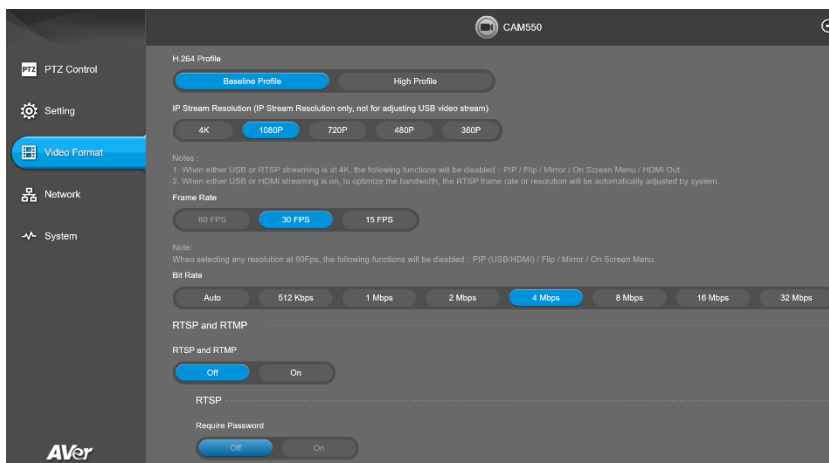 CAM550
PTZ PTZ Control
Setting
Video Format
Network
System
AVer
H.264 Profile
Baseline Profile High Profile
IP Stream Resolution (IP Stream Resolution only, not for adjusting USB video stream)
4K 1080P 720P 480P 360P
Notes :
1. When either USB or RTSP streaming is at 4K, the following functions will be disabled : PIP / Flip / Mirror / On Screen Menu / HDMI Out.
2. When either USB or HDMI streaming is on, to optimize the bandwidth, the RTSP frame rate or resolution will be automatically adjusted by system.
Frame Rate
60 FPS 30 FPS 15 FPS
Note:
When selecting any resolution at 60Fps, the following functions will be disabled : PIP (USB/HDMI) / Flip / Mirror / On Screen Menu.
Bit Rate
Auto 512 Kbps 1 Mbps 2 Mbps 4 Mbps 8 Mbps 16 Mbps 32 Mbps
RTSP and RTMP
RTSP and RTMP
Off On
RTSP
Require Password
Off On